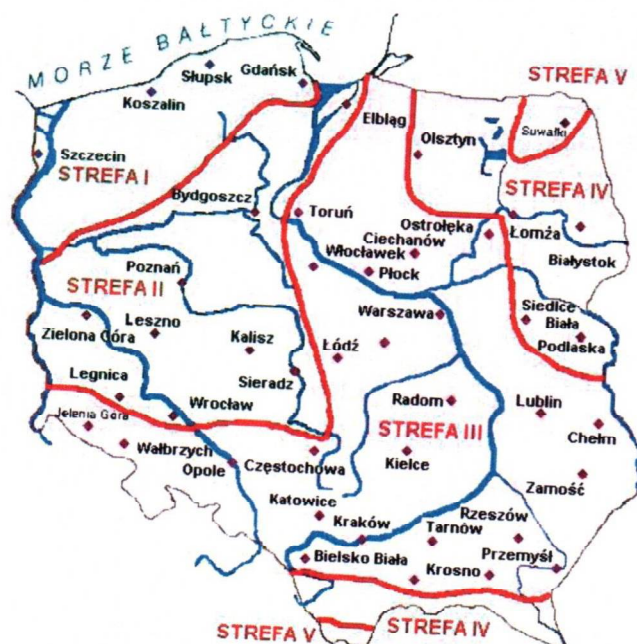 MORZE BAŁTYCKIE
STREFA V
Słupsk
Gdańsk
Koszalin
Elbląg
Olsztyn
Suwałki
Szczecin
STREFA I
STREFA IV
Bydgoszcz
Toruń
Ostrołęka
Łomża
Ciechanów
Włocławek
Białystok
Poznań
Płock
STREFA II
Warszawa
Siedlce
Biała
Podlaska
Zielona Góra
Leszno
Kalisz
Łódź
Sieradz
Legnica
Radom
Lublin
Wrocław
Jelenia Góra
STREFA III
Chełm
Wałbrzych
Opole
Częstochowa
Kielce
Zamość
Katowice
Rzeszów
Kraków
Tarnów
Przemyśl
Bielsko Biała
Krosno
STREFA V
STREFA IV